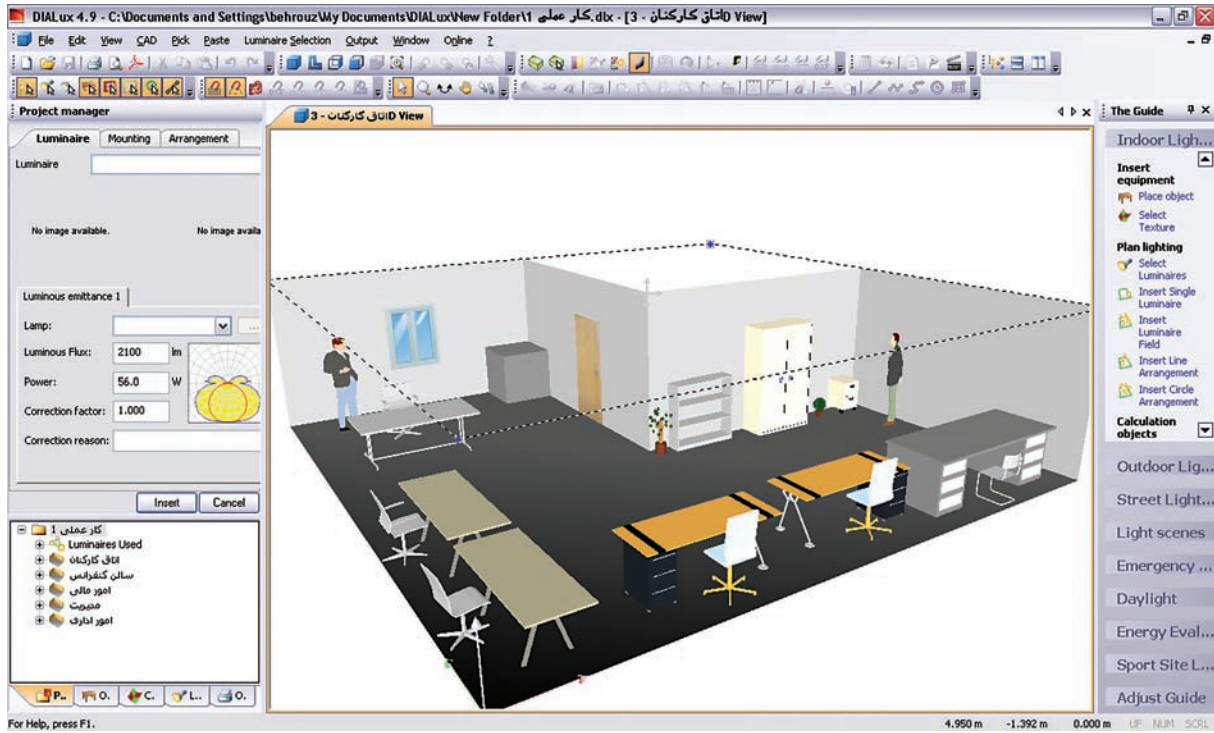 DIALux 4.9 - C:\Documents and Settings\behrouz\My Documents\DIALux\New Folder\1 کار عملی.dlx - [اتاق کارکنان - 3D View]
File Edit View CAD Pick Paste Luminaire Selection Output Window Online ?
Project manager
Luminaire Mounting Arrangement
Luminaire
No image available. No image availa
Luminous emittance 1
Lamp:
...
Luminous Flux: 2100 lm
Power: 56.0 W
Correction factor: 1.000
Correction reason:
Insert Cancel
کار عملی 1
Luminaires Used
اتاق کارکنان
سالن کنفرانس
امور مالی
مدیریت
امور اداری
P.. O. C. L.. O.
For Help, press F1.
اتاق کارکنان - 3D View
The Guide
Indoor Ligh...
Insert
equipment
Place object
Select
Texture
Plan lighting
Select
Luminaires
Insert Single
Luminaire
Insert
Luminaire
Field
Insert Line
Arrangement
Insert Circle
Arrangement
Calculation
objects
Outdoor Lig...
Street Light...
Light scenes
Emergency ...
Daylight
Energy Eval...
Sport Site L...
Adjust Guide
4.950 m -1.392 m 0.000 m UF NUM SCRL